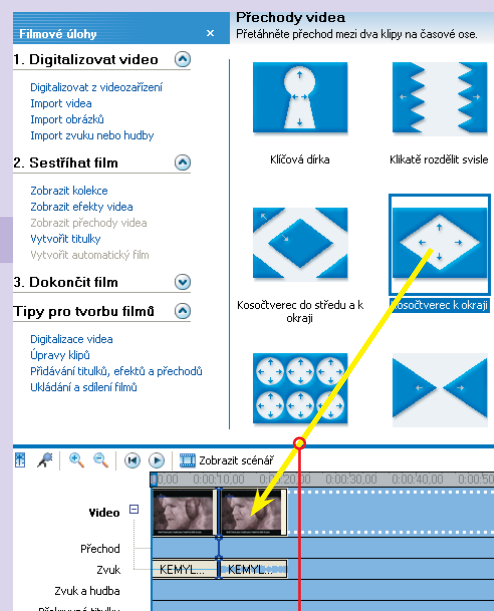 Filmové úlohy ×
1. Digitalizovat video
Digitalizovat z videozařízení
Import videa
Import obrázků
Import zvuku nebo hudby
2. Sestříhat film
Zobrazit kolekce
Zobrazit efekty videa
Zobrazit přechody videa
Vytvořit titulky
Vytvořit automatický film
3. Dokončit film
Tipy pro tvorbu filmů
Digitalizace videa
Úpravy klipů
Přidávání titulků, efektů a přechodů
Ukládání a sdílení filmů
Přechody videa
Přetáhněte přechod mezi dva klipy na časové ose.
Klíčová dírka
Klikatě rozdělit svisle
Kosočtverec do středu a k
okraji
Kosočtverec k okraji
Zobrazit scénář
0:00:10,00 0:00:20,00 0:00:30,00 0:00:40,00
Video
Přechod
Zvuk
KEMYL... KEMYL...
Zvuk a hudba
Překryvné titulky